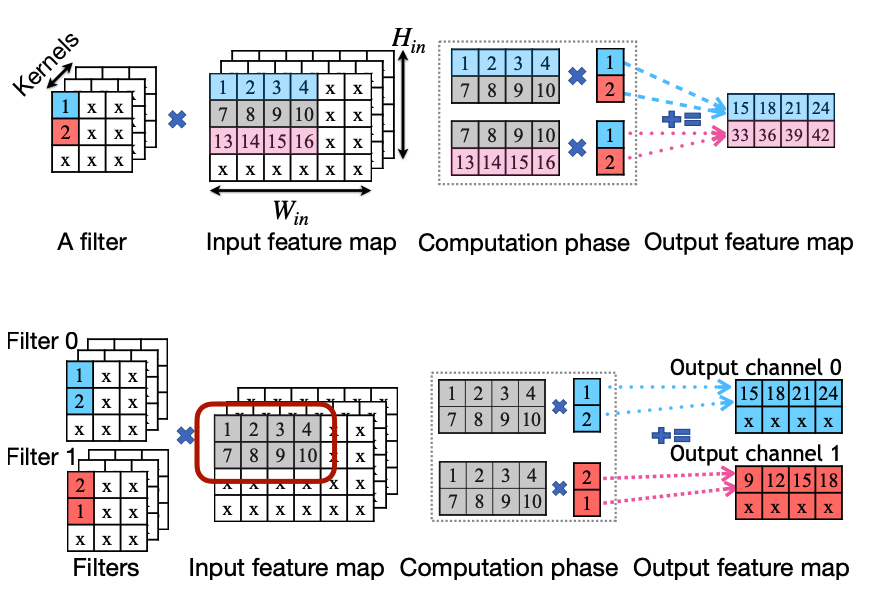 Kernels
1 x x
2 x x
x x x
A filter
1 2 3 4 x x
7 8 9 10 x x
13 14 15 16 x x
x x x x x x
H_in
W_in
Input feature map
1 2 3 4
7 8 9 10
1
2
7 8 9 10
13 14 15 16
1
2
Computation phase
+=
15 18 21 24
33 36 39 42
Output feature map
Filter 0
1 x x
2 x x
x x x
Filter 1
2 x x
1 x x
x x x
Filters
1 2 3 4 x x
7 8 9 10 x x
x x x x x x
x x x x x x
Input feature map
1 2 3 4
7 8 9 10
1
2
1 2 3 4
7 8 9 10
2
1
Computation phase
+=
Output channel 0
15 18 21 24
x x x x
Output channel 1
9 12 15 18
x x x x
Output feature map